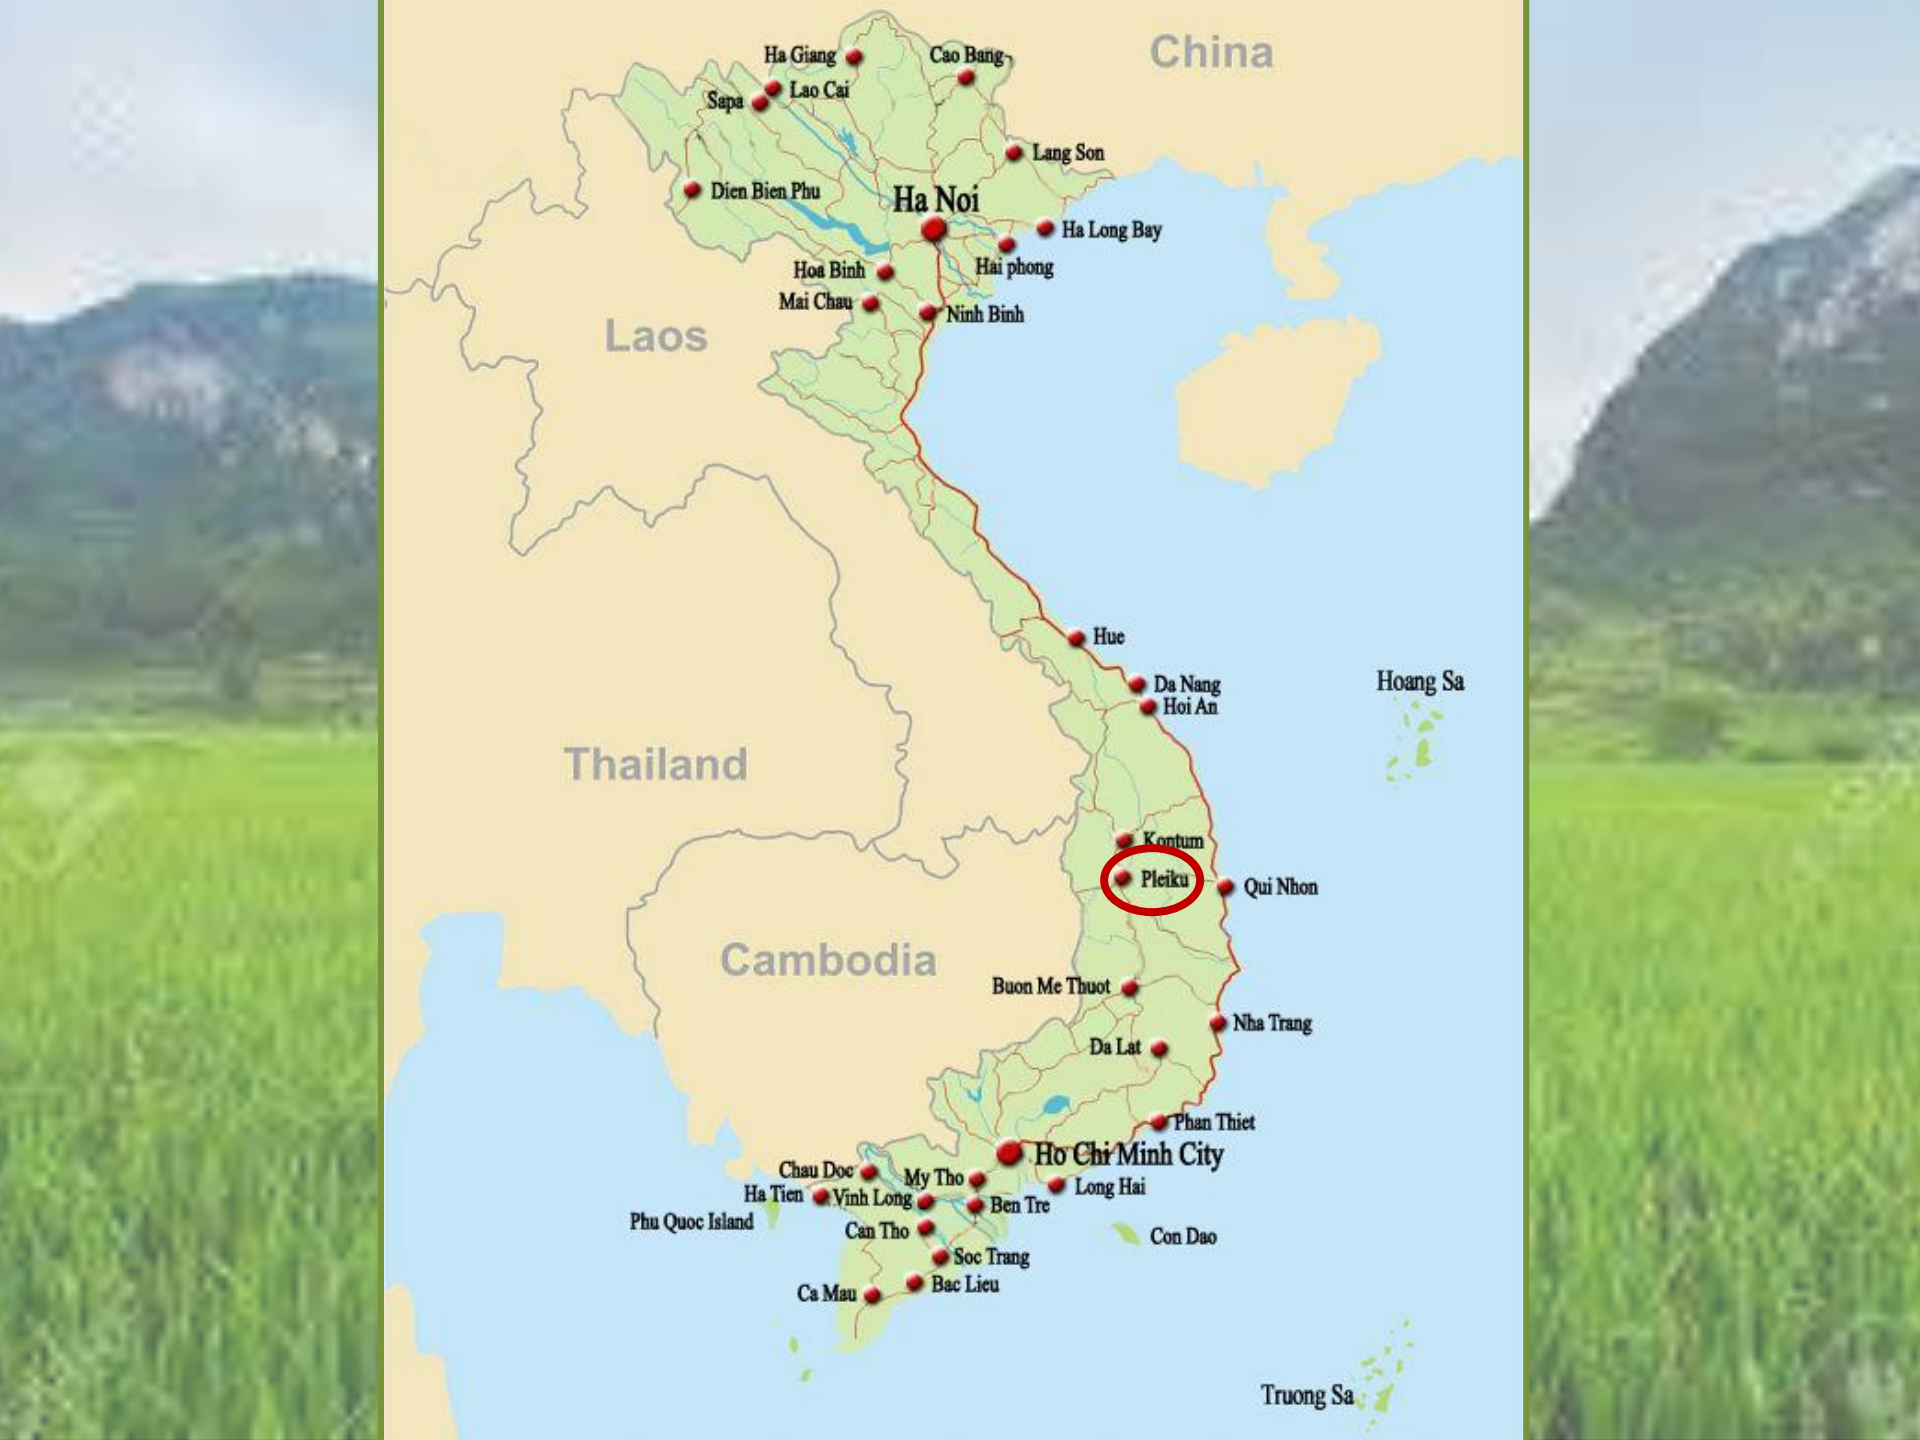 China
Ha Giang
Cao Bang
Lao Cai
Sapa
Lang Son
Dien Bien Phu
Ha Noi
Ha Long Bay
Hai phong
Hoa Binh
Mai Chau
Ninh Binh
Laos
Hue
Hoang Sa
Da Nang
Hoi An
Thailand
Kontum
Pleiku
Qui Nhon
Cambodia
Buon Me Thuot
Nha Trang
Da Lat
Phan Thiet
Ho Chi Minh City
Chau Doc
My Tho
Long Hai
Ha Tien
Vinh Long
Ben Tre
Phu Quoc Island
Can Tho
Con Dao
Soc Trang
Bac Lieu
Ca Mau
Truong Sa